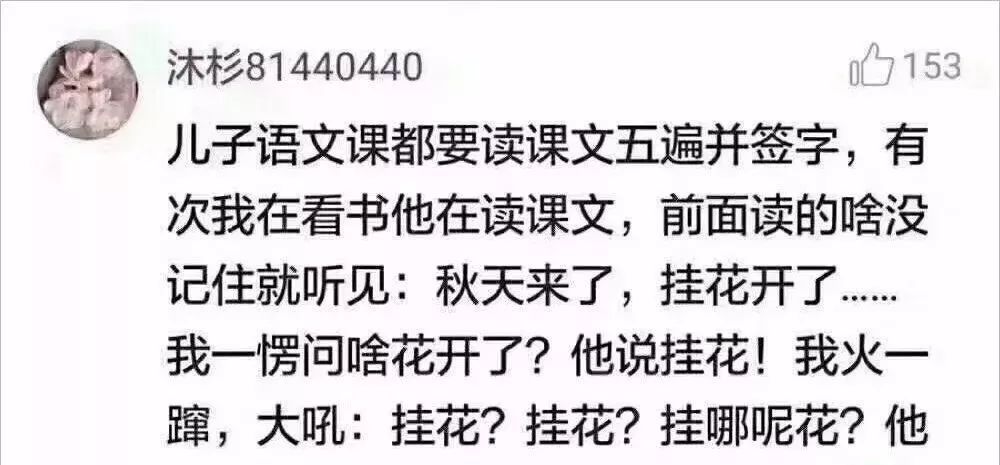 沐杉81440440
153
儿子语文课都要读课文五遍并签字，有
次我在看书他在读课文，前面读的啥没
记住就听见：秋天来了，挂花开了……
我一愣问啥花开了？他说挂花！我火一
蹿，大吼：挂花？挂花？挂哪呢花？他